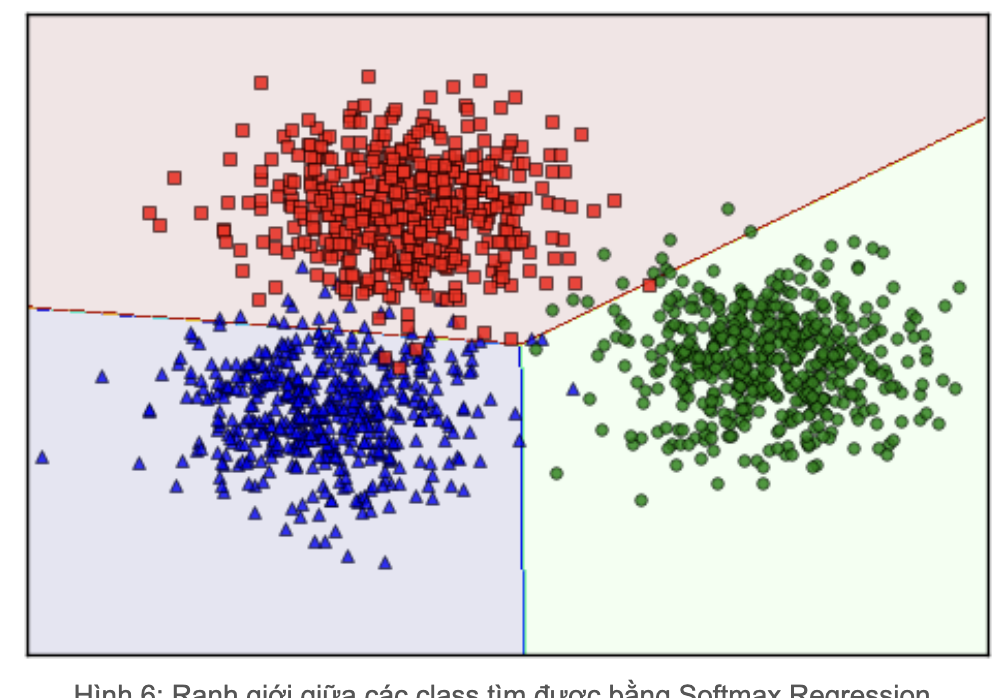 Hình 6: Ranh giới giữa các class tìm được bằng Softmax Regression.